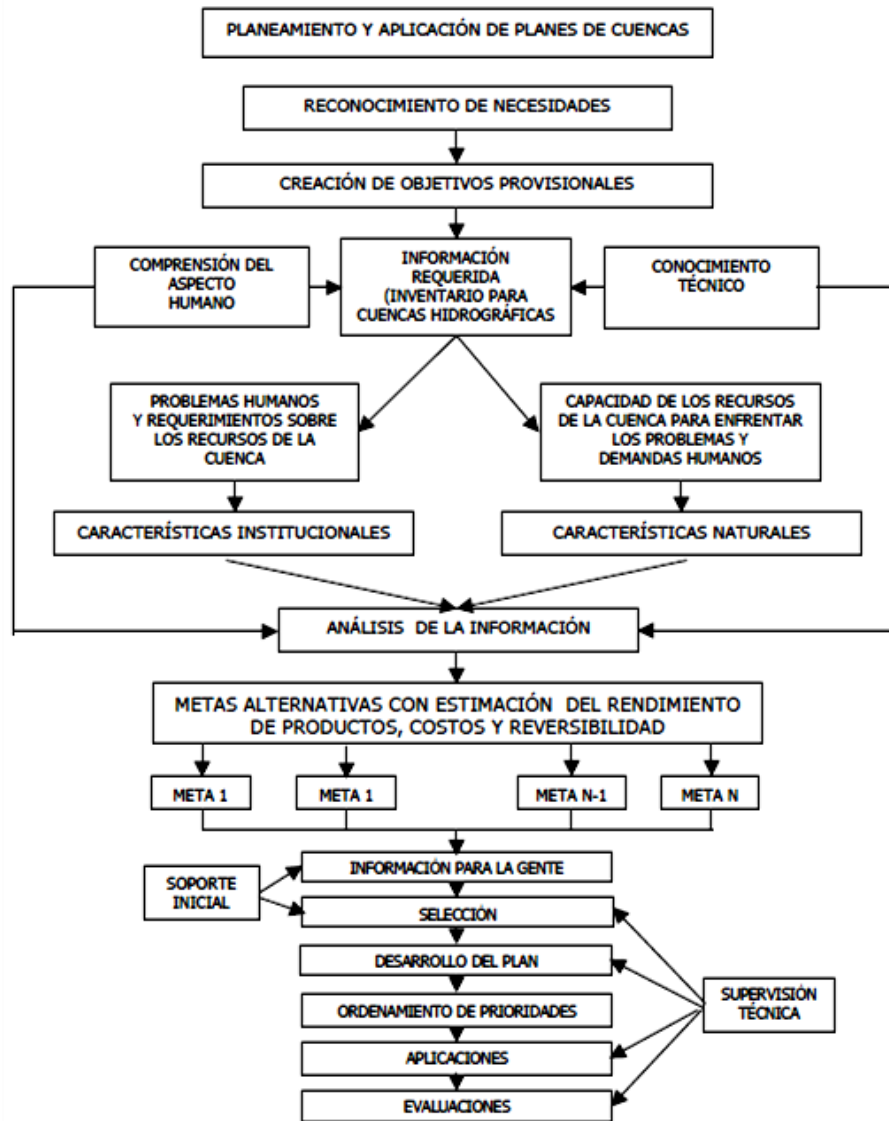 PLANEAMIENTO Y APLICACIÓN DE PLANES DE CUENCAS
RECONOCIMIENTO DE NECESIDADES
CREACIÓN DE OBJETIVOS PROVISIONALES
COMPRENSIÓN DEL
ASPECTO
HUMANO
INFORMACIÓN
REQUERIDA
(INVENTARIO PARA
CUENCAS HIDROGRÁFICAS
CONOCIMIENTO
TÉCNICO
PROBLEMAS HUMANOS
Y REQUERIMIENTOS SOBRE
LOS RECURSOS DE LA
CUENCA
CAPACIDAD DE LOS RECURSOS
DE LA CUENCA PARA ENFRENTAR
LOS PROBLEMAS Y
DEMANDAS HUMANOS
CARACTERÍSTICAS INSTITUCIONALES
CARACTERÍSTICAS NATURALES
ANÁLISIS DE LA INFORMACIÓN
METAS ALTERNATIVAS CON ESTIMACIÓN DEL RENDIMIENTO
DE PRODUCTOS, COSTOS Y REVERSIBILIDAD
META 1
META 1
META N-1
META N
INFORMACIÓN PARA LA GENTE
SOPORTE
INICIAL
SELECCIÓN
DESARROLLO DEL PLAN
ORDENAMIENTO DE PRIORIDADES
SUPERVISIÓN
TÉCNICA
APLICACIONES
EVALUACIONES